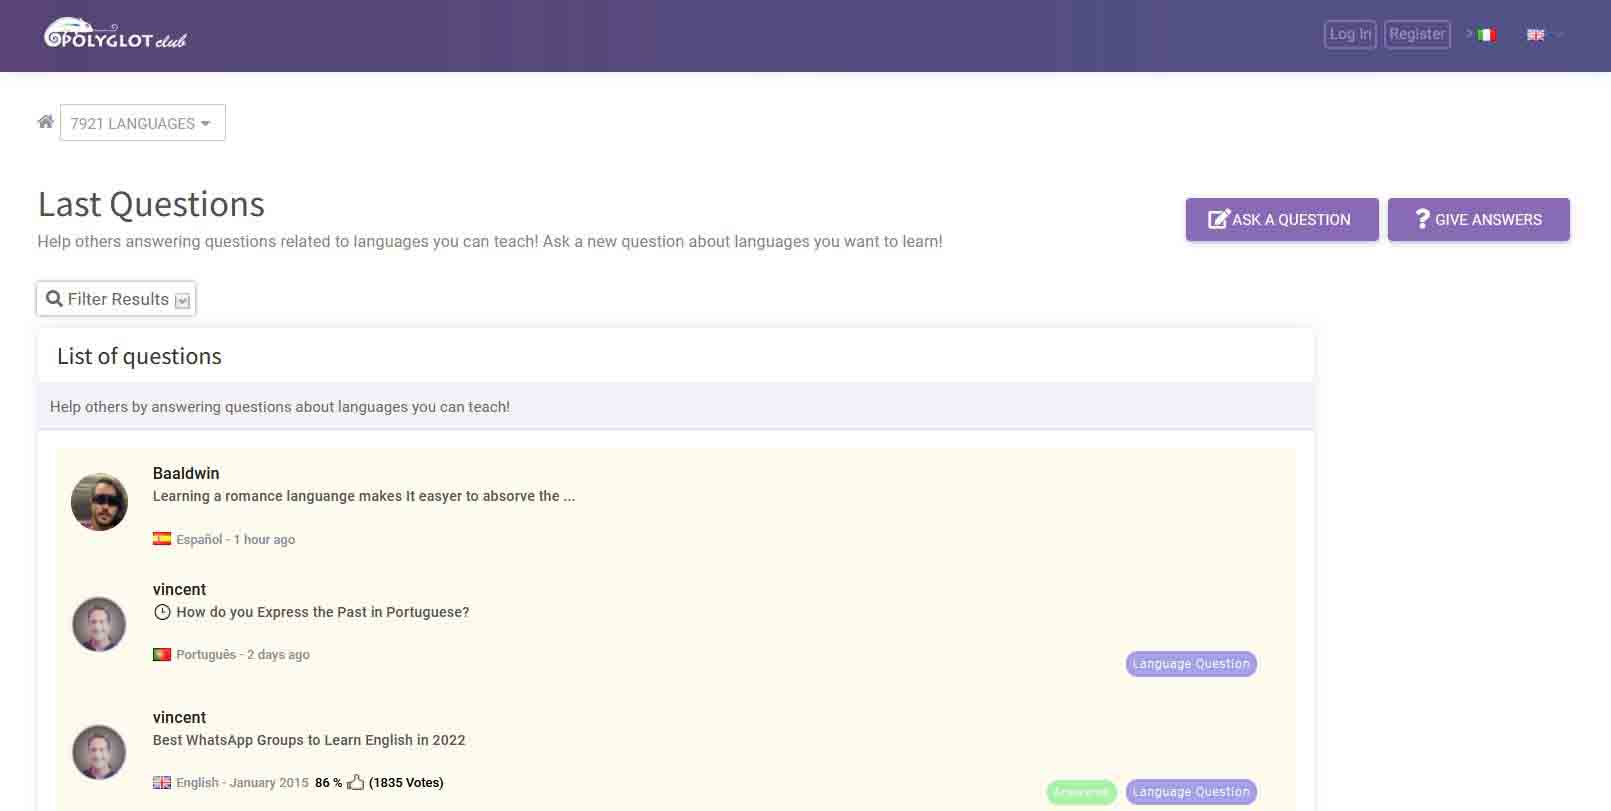 POLYGLOT club
Log In Register
7921 LANGUAGES
Last Questions
ASK A QUESTION
GIVE ANSWERS
Help others answering questions related to languages you can teach! Ask a new question about languages you want to learn!
Filter Results
List of questions
Help others by answering questions about languages you can teach!
Baaldwin
Learning a romance languange makes It easyer to absorve the ...
Español - 1 hour ago
vincent
How do you Express the Past in Portuguese?
Português - 2 days ago
Language Question
vincent
Best WhatsApp Groups to Learn English in 2022
English - January 2015 86 % (1835 Votes)
Answered
Language Question